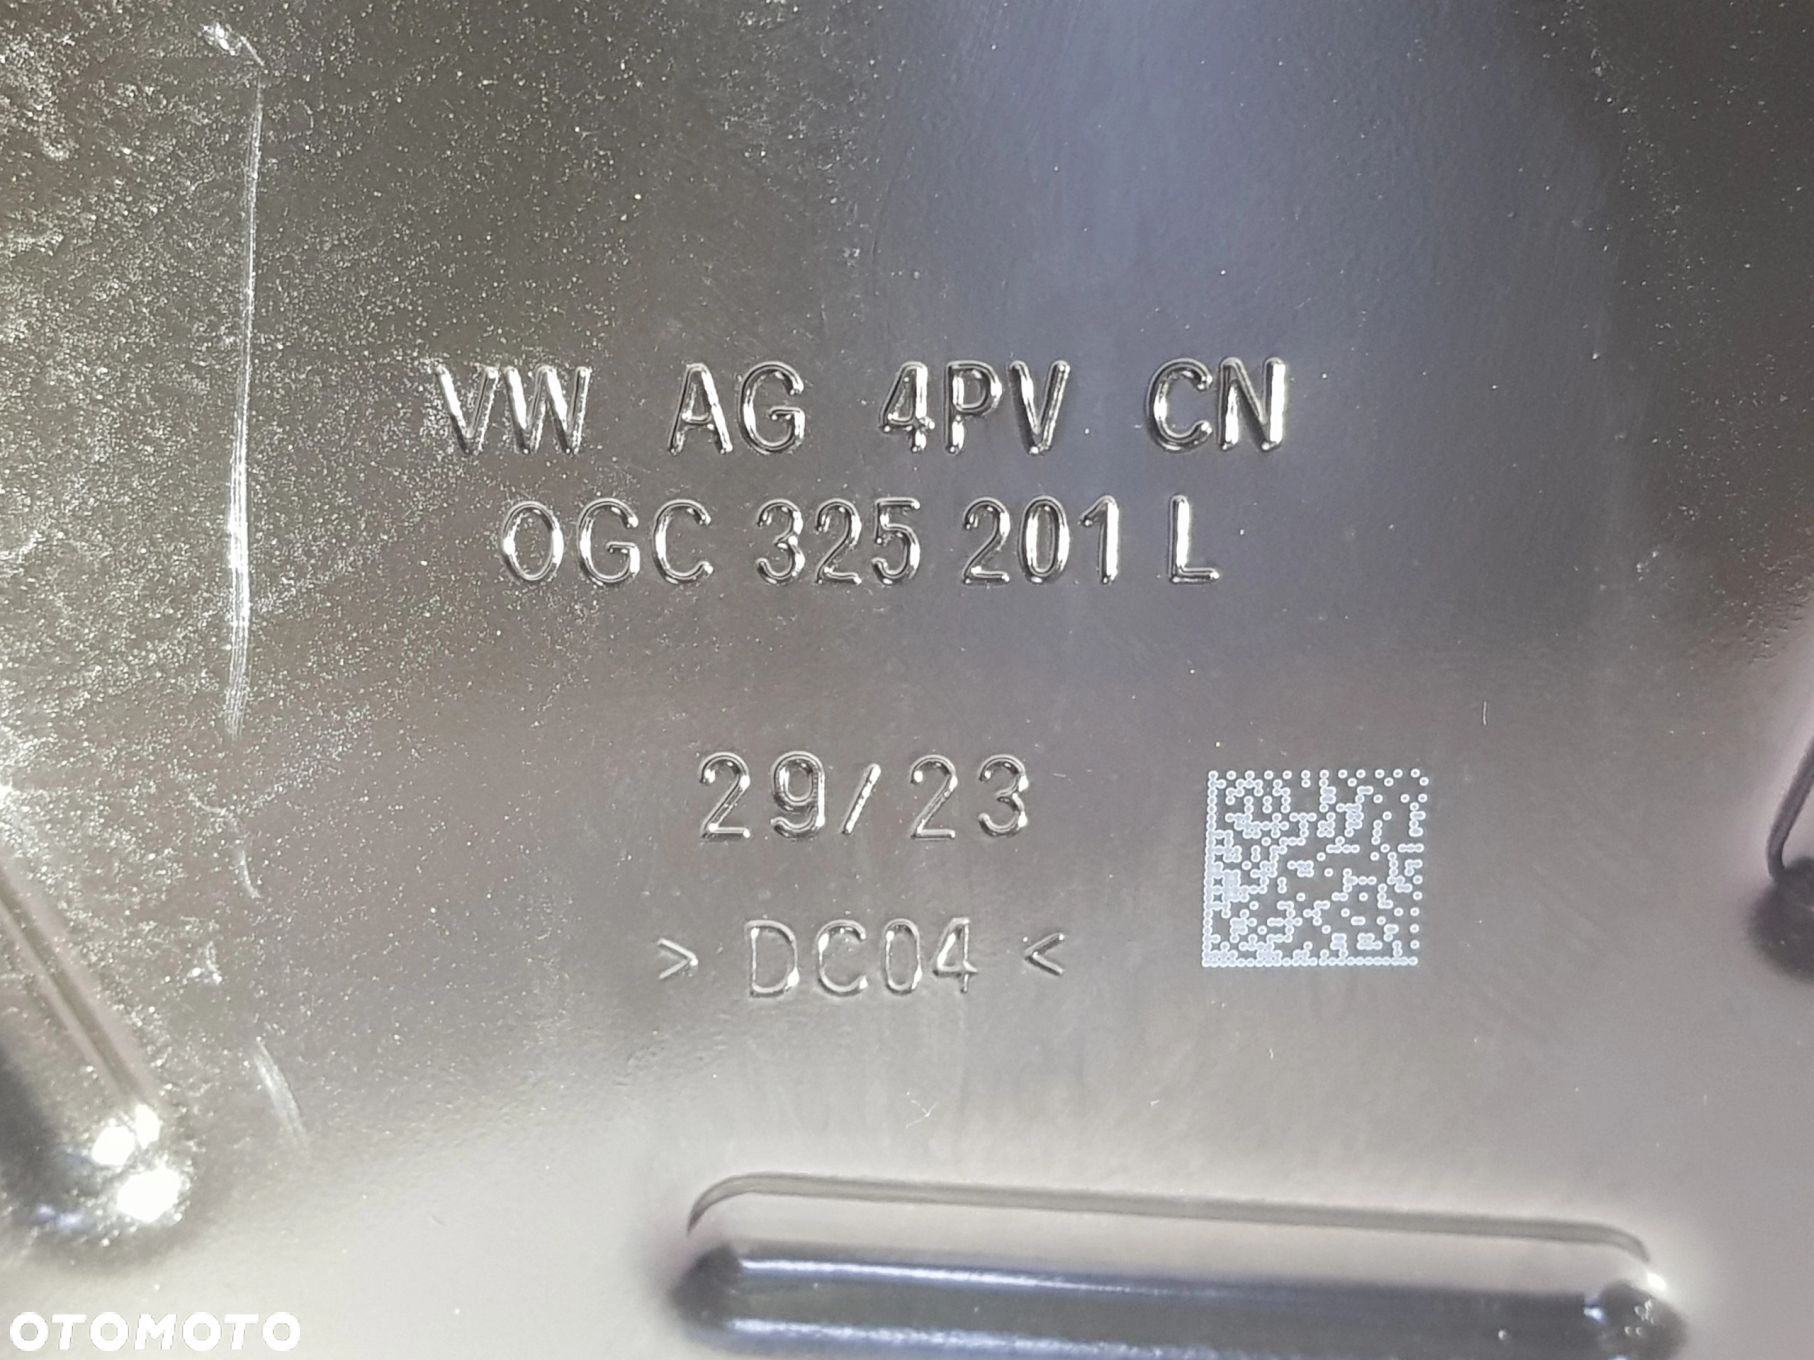 VW AG 4PV CN
0GC 325 201 L
29/23
> DC04 <
OTOMOTO